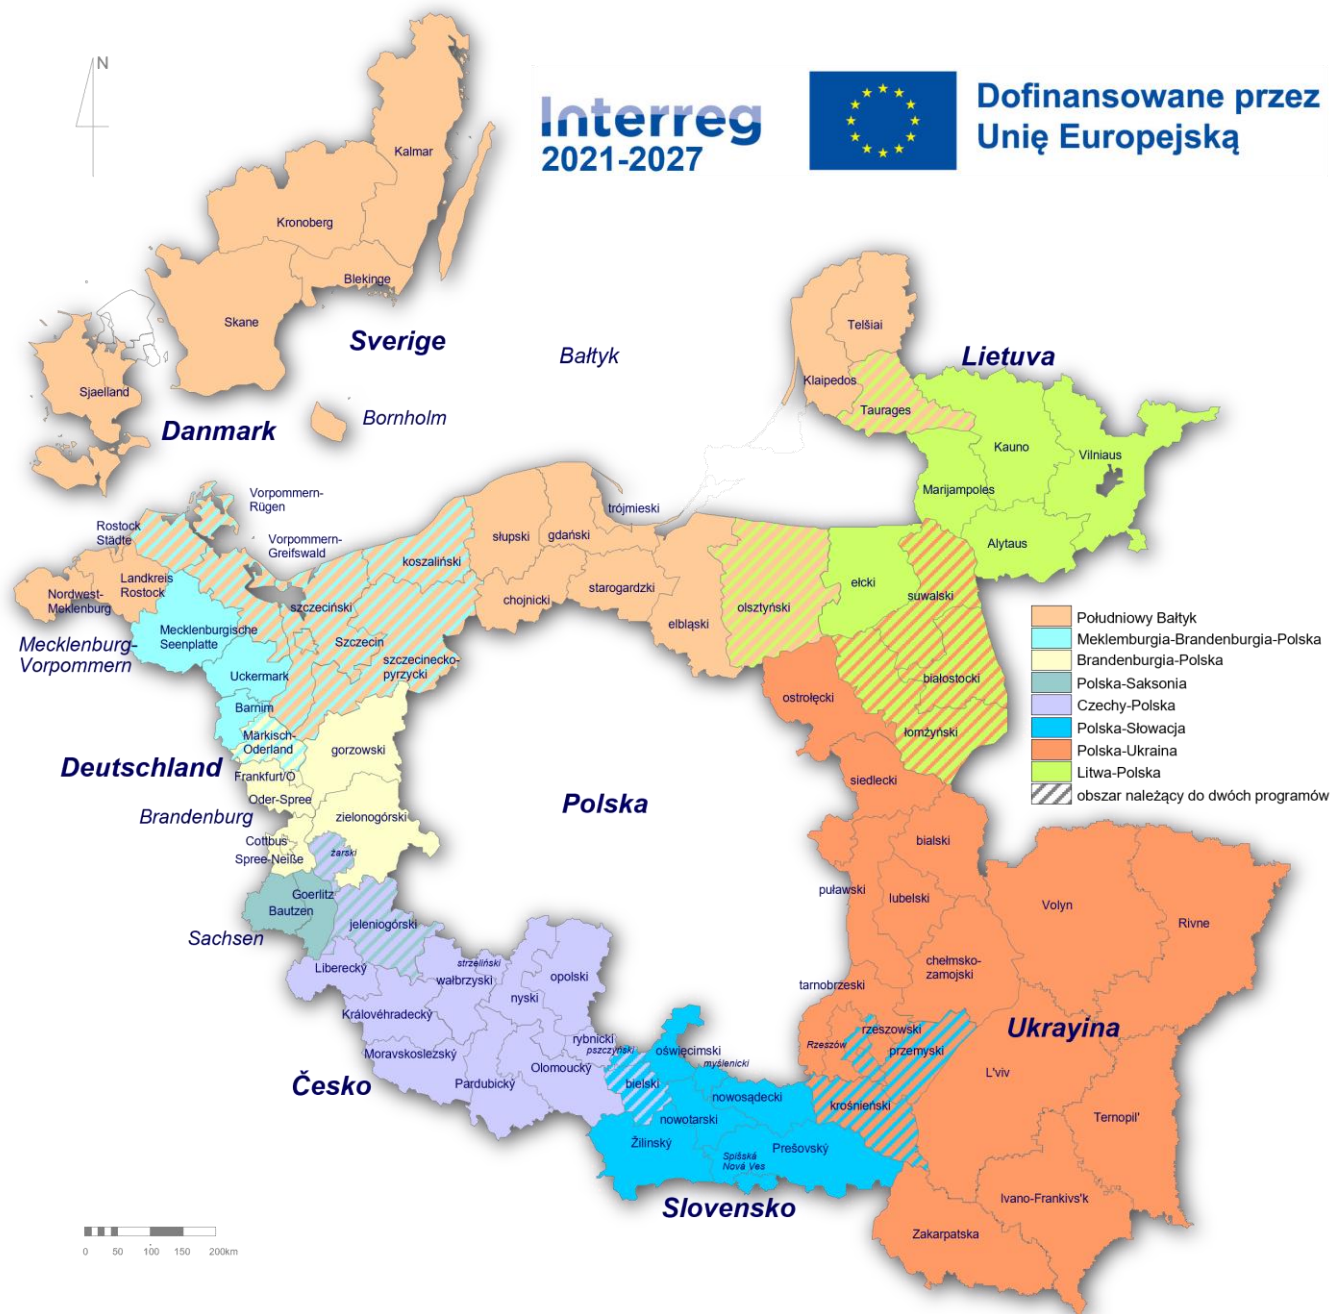 N
Interreg
2021-2027
Dofinansowane przez
Unię Europejską
Kalmar
Kronoberg
Blekinge
Skane
Sverige
Bałtyk
Sjaelland
Danmark
Bornholm
Telšiai
Lietuva
Klaipedos
Taurages
Kauno
Vilniaus
Marijampoles
Alytaus
Vorpommern-
Rügen
Rostock
Städte
Vorpommern-
Greifswald
Landkreis
Rostock
Nordwest-
Meklenburg
Mecklenburg-
Vorpommern
Mecklenburgische
Seenplatte
Uckermark
Barnim
Märkisch-
Oderland
Deutschland
Frankfurt/O
Oder-Spree
Brandenburg
Cottbus
Spree-Neiße
Goerlitz
Bautzen
Sachsen
koszaliński
szczeciński
Szczecin
szczecinecko-
pyrzycki
słupski
gdański
trójmieski
chojnicki
starogardzki
elbląski
olsztyński
ełcki
suwalski
białostocki
łomżyński
ostrołęcki
siedlecki
gorzowski
zielonogórski
żarski
jeleniogórski
Polska
Południowy Bałtyk
Meklemburgia-Brandenburgia-Polska
Brandenburgia-Polska
Polska-Saksonia
Czechy-Polska
Polska-Słowacja
Polska-Ukraina
Litwa-Polska
obszar należący do dwóch programów
bialski
puławski
lubelski
chełmsko-
zamojski
tarnobrzeski
Volyn
Rivne
Ukrayina
rzeszowski
Rzeszów
przemyski
krośnieński
L'viv
Ternopil'
Ivano-Frankivs'k
Zakarpatska
Liberecký
strzeliński
wałbrzyski
opolski
nyski
Královéhradecký
Moravskoslezský
Pardubický
Olomoucký
Česko
rybnicki
pszczyński
oświęcimski
myślenicki
bielski
nowosądecki
nowotarski
Žilinský
Spišská
Nová Ves
Prešovský
Slovensko
0 50 100 150 200km